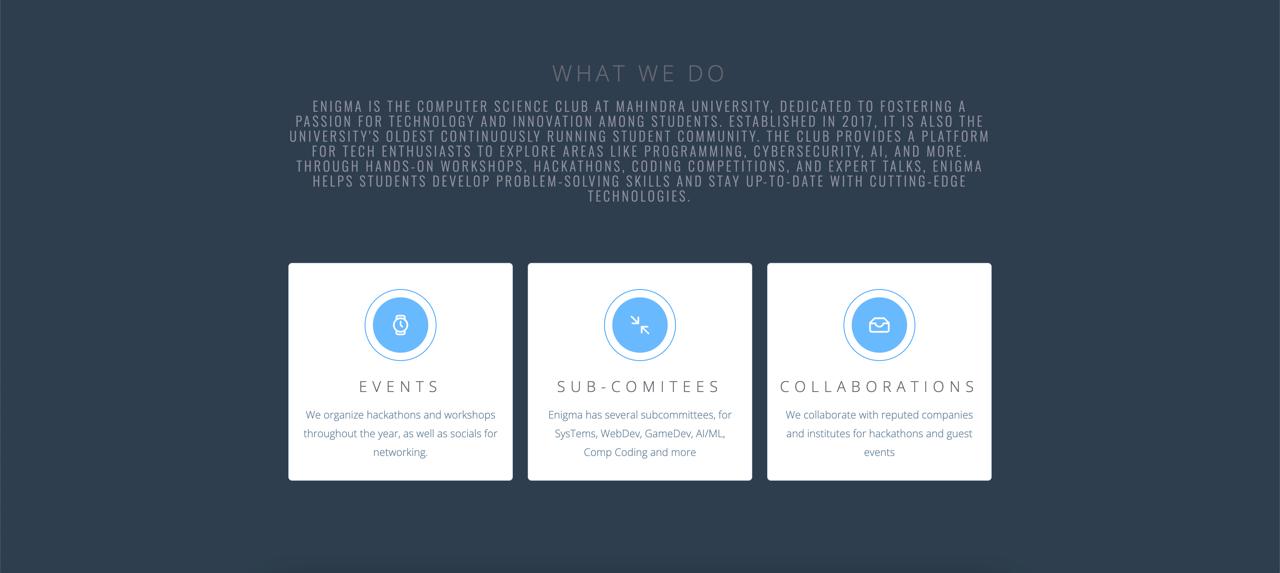 WHAT WE DO
ENIGMA IS THE COMPUTER SCIENCE CLUB AT MAHINDRA UNIVERSITY, DEDICATED TO FOSTERING A
PASSION FOR TECHNOLOGY AND INNOVATION AMONG STUDENTS. ESTABLISHED IN 2017, IT IS ALSO THE
UNIVERSITY'S OLDEST CONTINUOUSLY RUNNING STUDENT COMMUNITY. THE CLUB PROVIDES A PLATFORM
FOR TECH ENTHUSIASTS TO EXPLORE AREAS LIKE PROGRAMMING, CYBERSECURITY, AI, AND MORE.
THROUGH HANDS-ON WORKSHOPS, HACKATHONS, CODING COMPETITIONS, AND EXPERT TALKS, ENIGMA
HELPS STUDENTS DEVELOP PROBLEM-SOLVING SKILLS AND STAY UP-TO-DATE WITH CUTTING-EDGE
TECHNOLOGIES.
EVENTS
We organize hackathons and workshops
throughout the year, as well as socials for
networking.
SUB-COMITEES
Enigma has several subcommittees, for
SysTems, WebDev, GameDev, AI/ML,
Comp Coding and more
COLLABORATIONS
We collaborate with reputed companies
and institutes for hackathons and guest
events